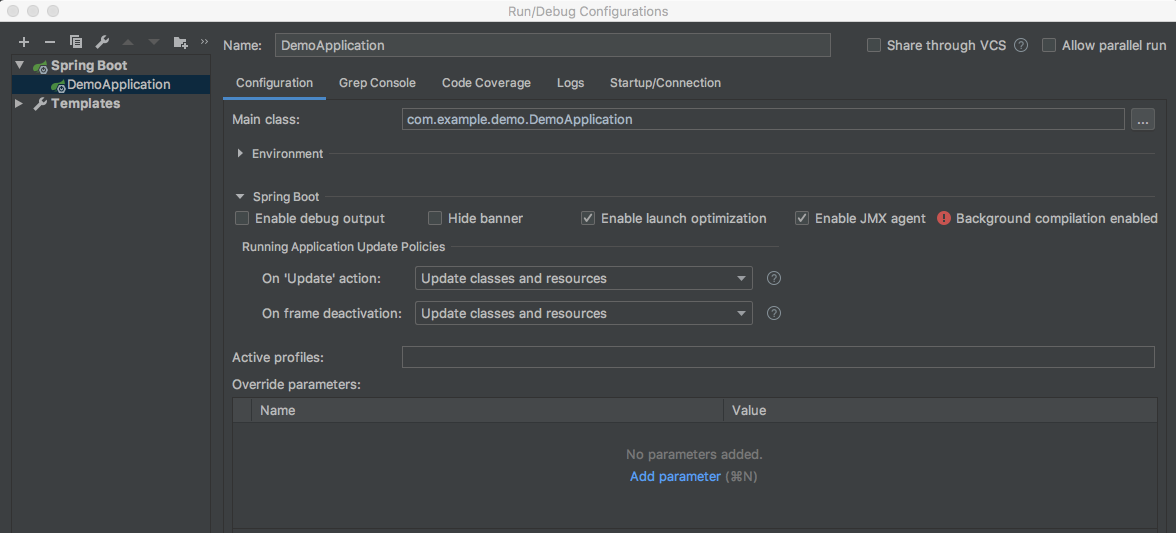 Run/Debug Configurations
Name: DemoApplication Share through VCS ? Allow parallel run
Spring Boot
DemoApplication
Templates
Configuration Grep Console Code Coverage Logs Startup/Connection
Main class: com.example.demo.DemoApplication ...
Environment
Spring Boot
Enable debug output Hide banner Enable launch optimization Enable JMX agent ! Background compilation enabled
Running Application Update Policies
On 'Update' action: Update classes and resources ?
On frame deactivation: Update classes and resources ?
Active profiles:
Override parameters:
Name Value
No parameters added.
Add parameter (⌘N)